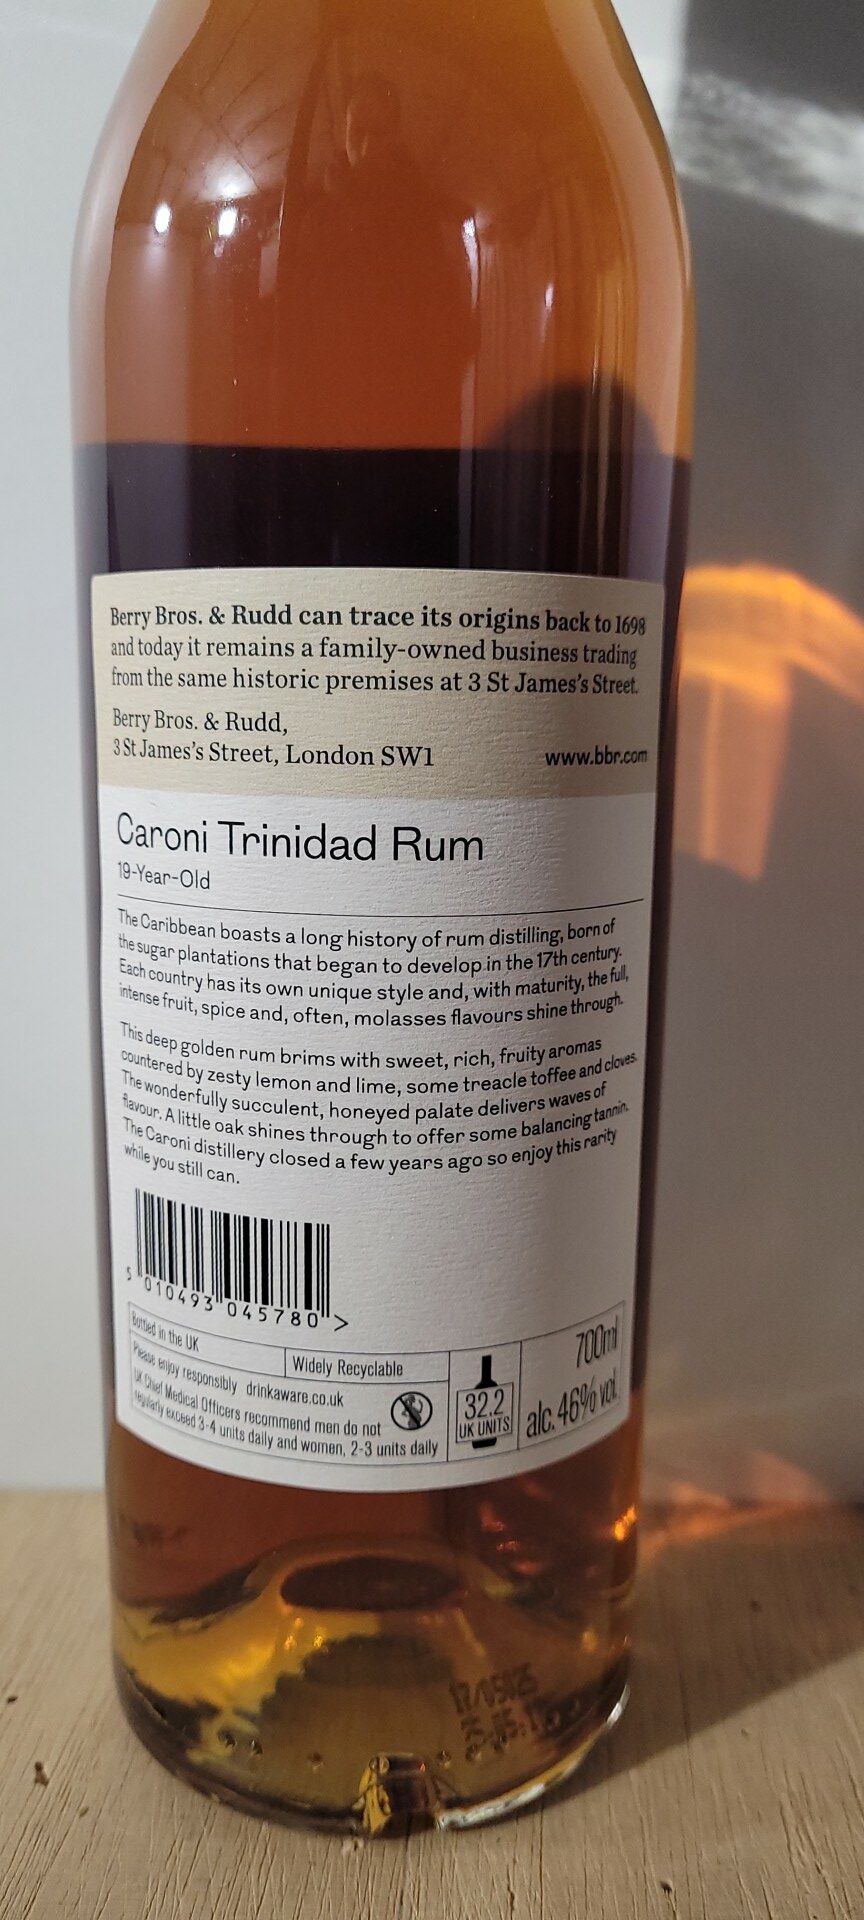 Berry Bros. & Rudd can trace its origins back to 1698
and today it remains a family-owned business trading
from the same historic premises at 3 St James's Street.
Berry Bros. & Rudd,
3 St James's Street, London SW1
www.bbr.com
Caroni Trinidad Rum
19-Year-Old
The Caribbean boasts a long history of rum distilling, born of
the sugar plantations that began to develop in the 17th century.
Each country has its own unique style and, with maturity, the full,
intense fruit, spice and, often, molasses flavours shine through.
This deep golden rum brims with sweet, rich, fruity aromas
countered by zesty lemon and lime, some treacle toffee and cloves.
The wonderfully succulent, honeyed palate delivers waves of
flavour. A little oak shines through to offer some balancing tannin.
The Caroni distillery closed a few years ago so enjoy this rarity
while you still can.
5 010493 045780 >
Bottled in the UK
Widely Recyclable
Please enjoy responsibly drinkaware.co.uk
UK Chief Medical Officers recommend men do not
regularly exceed 3-4 units daily and women, 2-3 units daily
32.2
UK UNITS
700ml
alc. 46% vol.